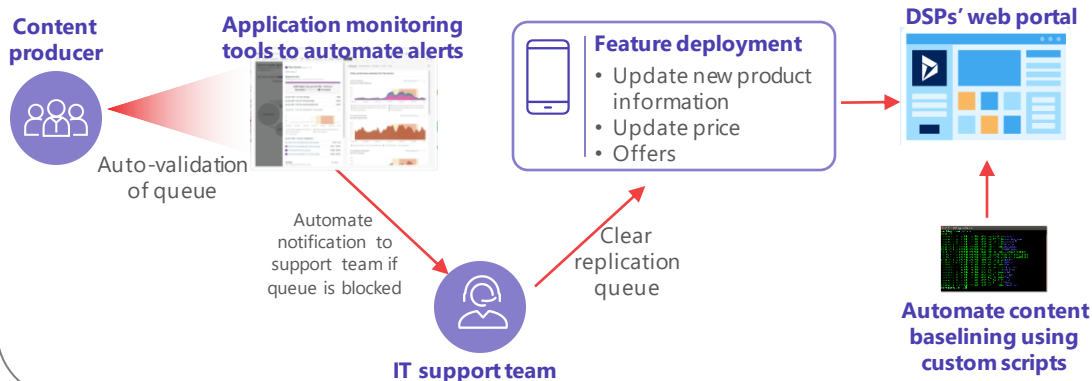 Content
producer
Application monitoring
tools to automate alerts
Auto-validation
of queue
Automate
notification to
support team if
queue is blocked
IT support team
Clear
replication
queue
Feature deployment
• Update new product
information
• Update price
• Offers
DSPs’ web portal
Automate content
baselining using
custom scripts